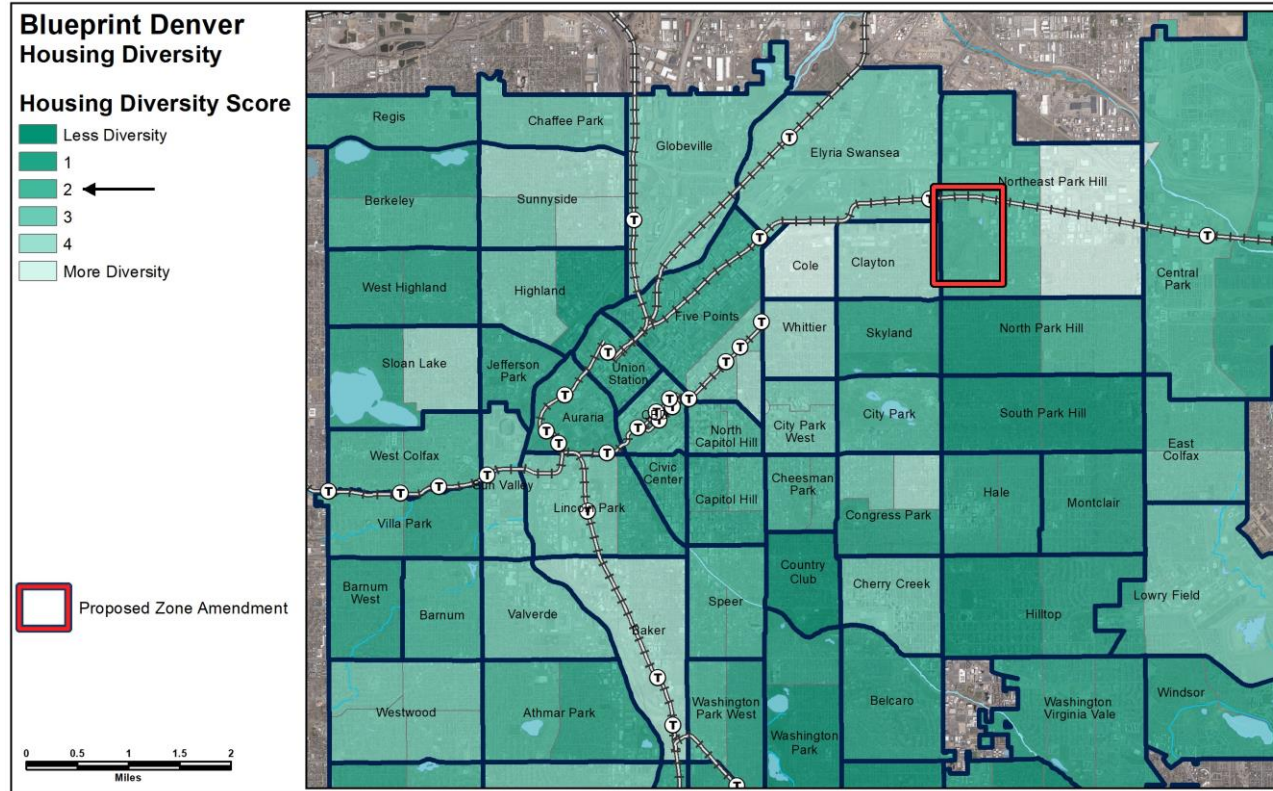 Blueprint Denver
Housing Diversity
Housing Diversity Score
Less Diversity
1
2
3
4
More Diversity
Proposed Zone Amendment
0 0.5 1 1.5 2
Miles
Regis
Chaffee Park
Globeville
Elyria Swansea
Northeast Park Hill
Berkeley
Sunnyside
T
T
T
T
T
T
Cole
Clayton
Central
Park
West Highland
Highland
Five Points
Whittier
Skyland
North Park Hill
T
T
T
T
Sloan Lake
Jefferson
Park
Union
Station
T
Auraria
T
T
T
T
T
T
T
T
T
North
Capitol Hill
City Park
West
City Park
South Park Hill
East
Colfax
West Colfax
T
T
T
T
T
Civic
Center
Capitol Hill
Cheesman
Park
Congress Park
Hale
Montclair
Villa Park
Lincoln Park
T
Barnum
West
Barnum
Valverde
Baker
Speer
Country
Club
Cherry Creek
Hilltop
Lowry Field
Westwood
Athmar Park
T
T
T
Washington
Park West
Washington
Park
Belcaro
Washington
Virginia Vale
Windsor